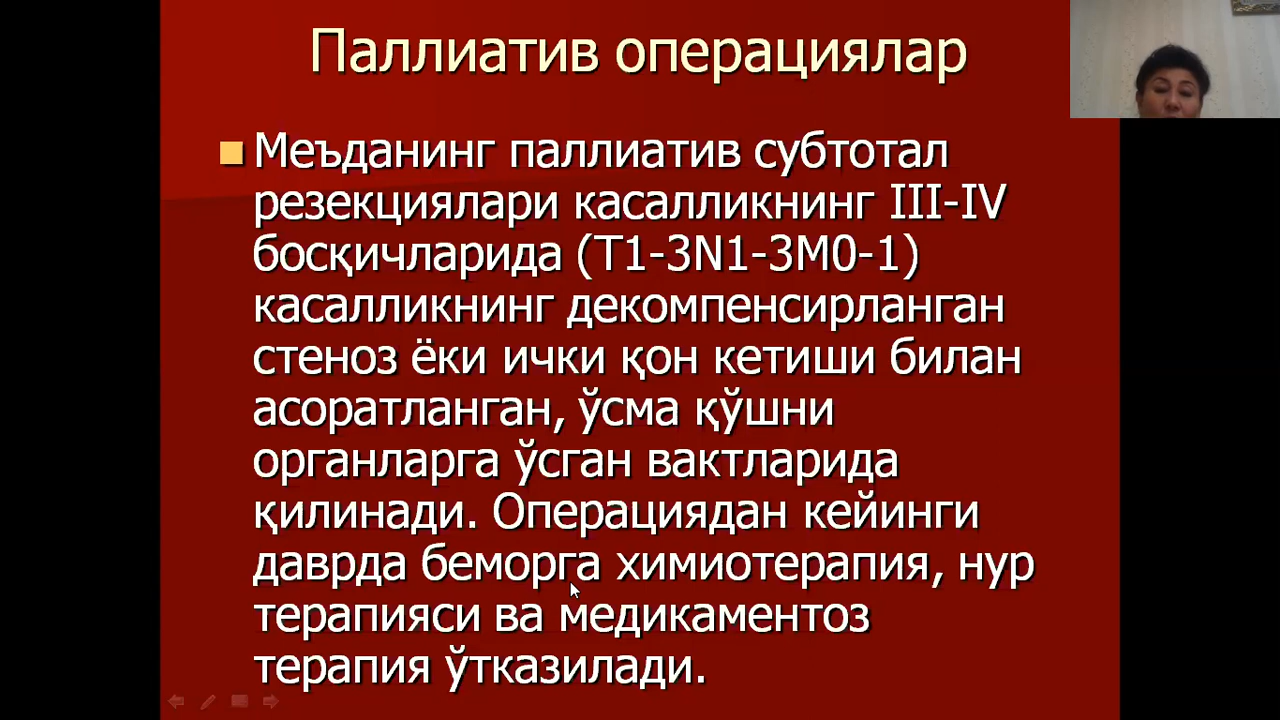 Паллиатив операциялар
Меъданинг паллиатив субтотал
резекциялари касалликнинг III-IV
босқичларида (T1-3N1-3M0-1)
касалликнинг декомпенсирланган
стеноз ёки ички қон кетиши билан
асоратланган, ўсма қўшни
органларга ўсган вактларида
қилинади. Операциядан кейинги
даврда беморга химиотерапия, нур
терапияси ва медикаментоз
терапия ўтказилади.